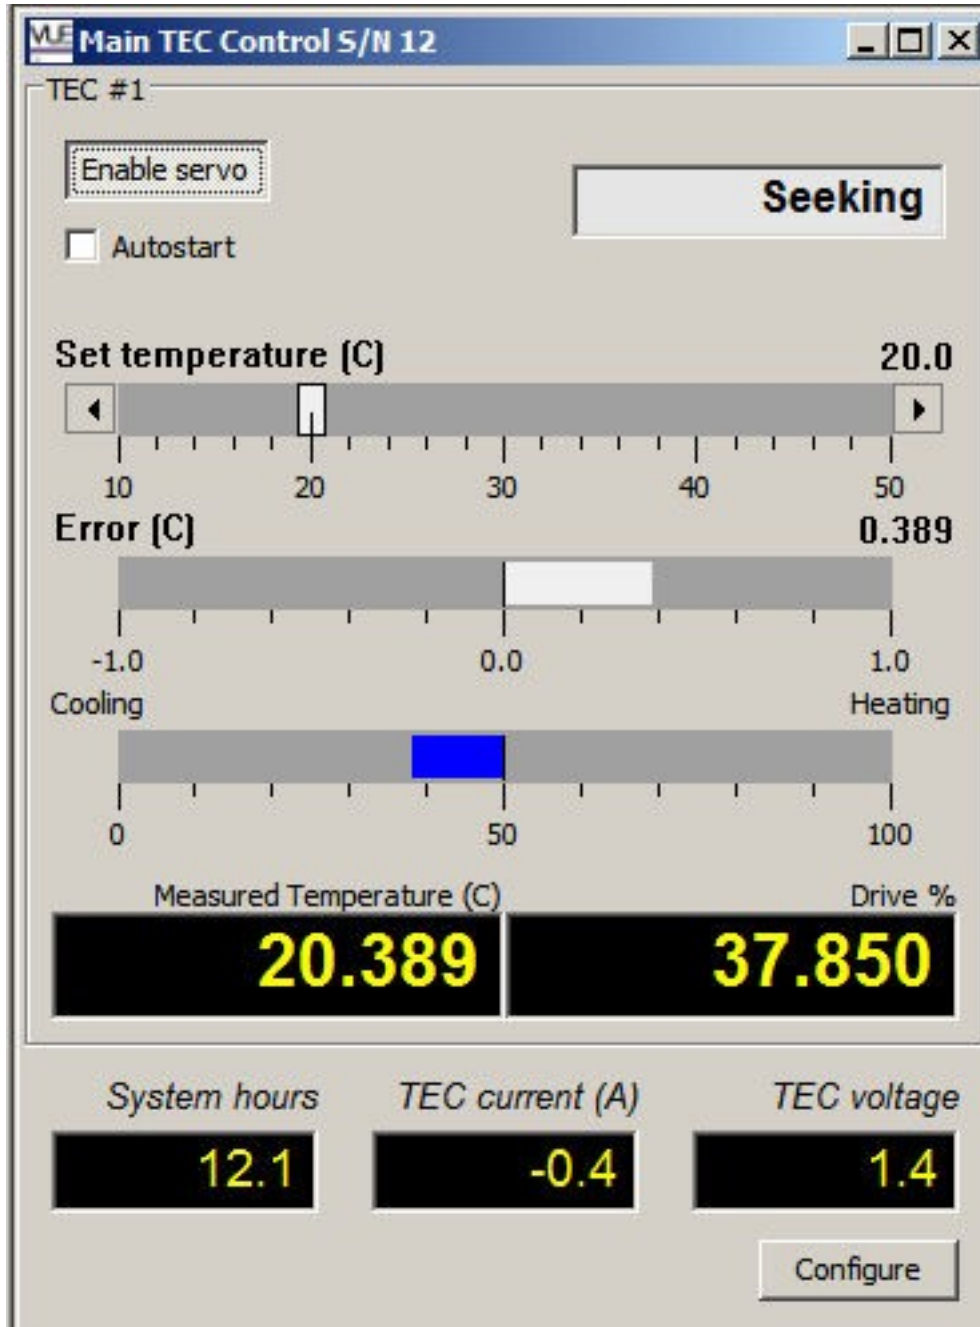 VUE Main TEC Control S/N 12
TEC #1
Enable servo
Seeking
Autostart
Set temperature (C) 20.0
10 20 30 40 50
Error (C) 0.389
-1.0 0.0 1.0
Cooling Heating
0 50 100
Measured Temperature (C) Drive %
20.389 37.850
System hours TEC current (A) TEC voltage
12.1 -0.4 1.4
Configure